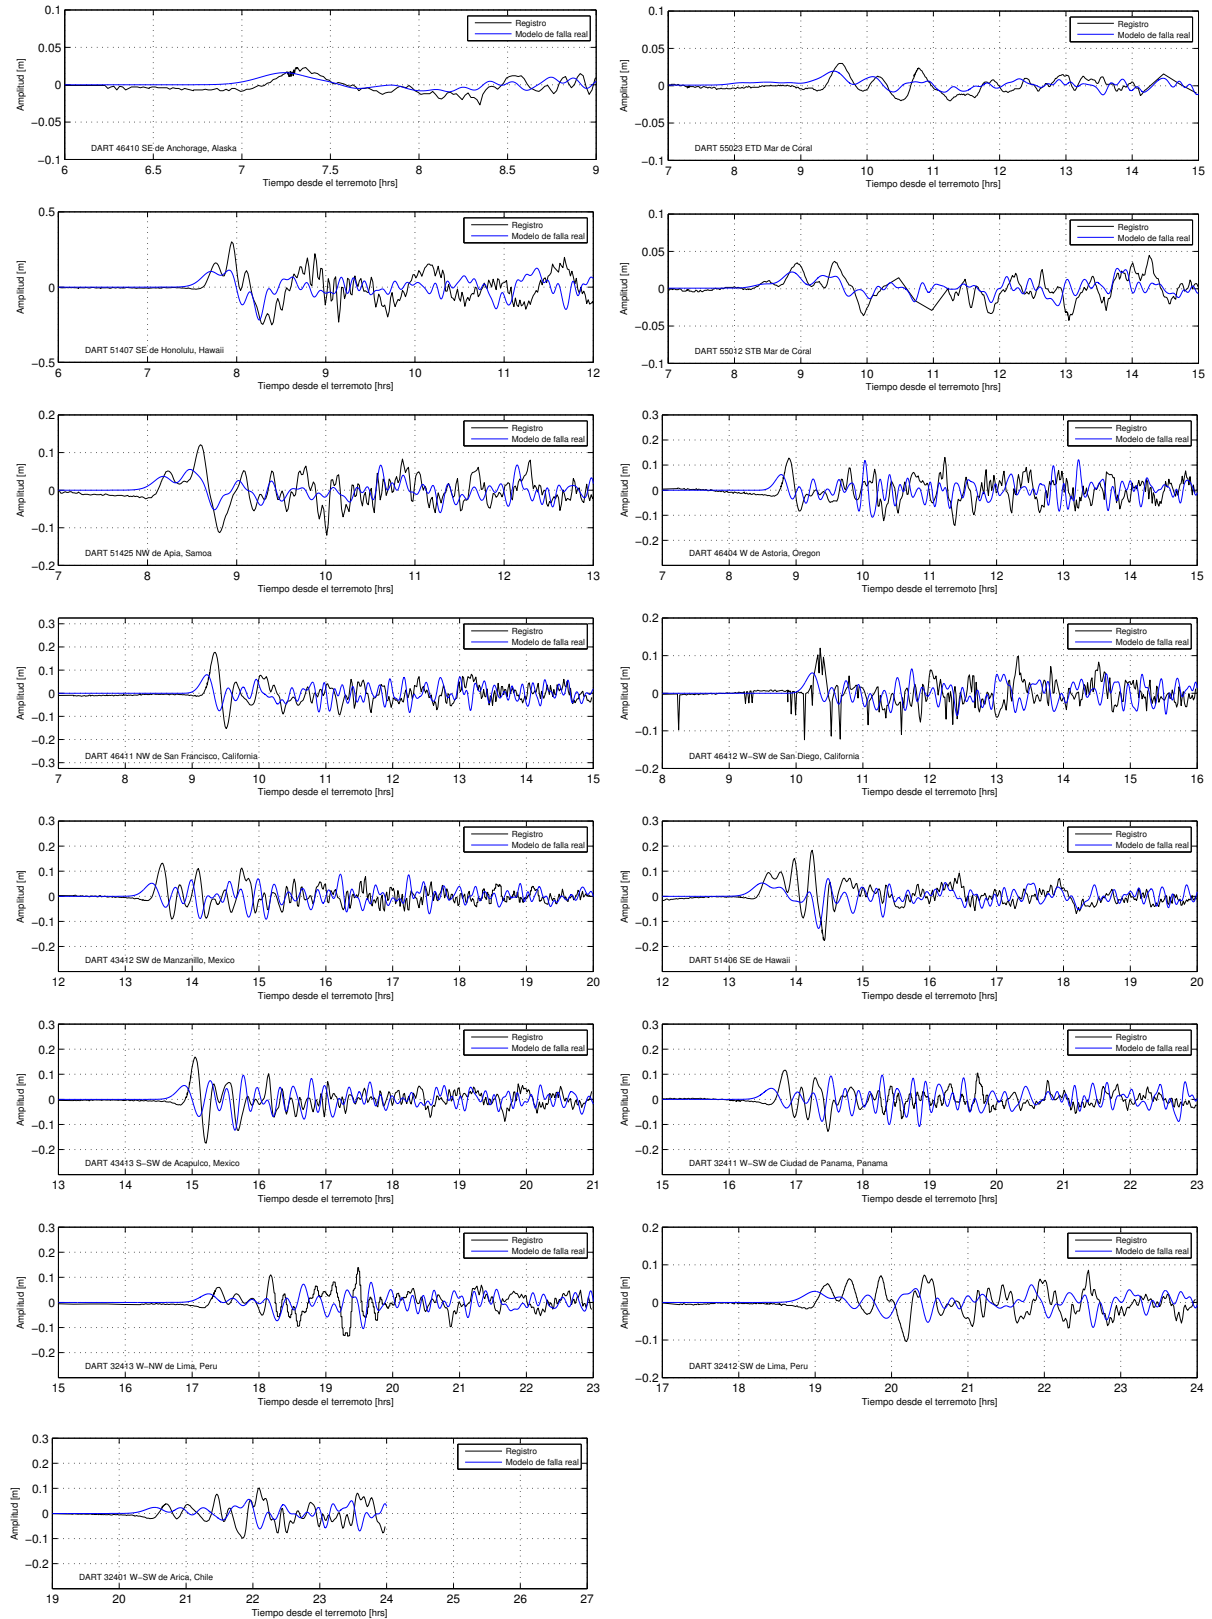 0.1
0.05
0
−0.05
−0.1
Amplitud [m]
Registro
Modelo de falla real
DART 46410 SE de Anchorage, Alaska
6 6.5 7 7.5 8 8.5 9
Tiempo desde el terremoto [hrs]
0.1
0.05
0
−0.05
−0.1
Amplitud [m]
Registro
Modelo de falla real
DART 55023 ETD Mar de Coral
7 8 9 10 11 12 13 14 15
Tiempo desde el terremoto [hrs]
0.5
0
−0.5
Amplitud [m]
Registro
Modelo de falla real
DART 51407 SE de Honolulu, Hawaii
6 7 8 9 10 11 12
Tiempo desde el terremoto [hrs]
0.1
0.05
0
−0.05
−0.1
Amplitud [m]
Registro
Modelo de falla real
DART 55012 STB Mar de Coral
7 8 9 10 11 12 13 14 15
Tiempo desde el terremoto [hrs]
0.2
0.1
0
−0.1
−0.2
Amplitud [m]
Registro
Modelo de falla real
DART 51425 NW de Apia, Samoa
7 8 9 10 11 12 13
Tiempo desde el terremoto [hrs]
0.3
0.2
0.1
0
−0.1
−0.2
Amplitud [m]
Registro
Modelo de falla real
DART 46404 W de Astoria, Oregon
7 8 9 10 11 12 13 14 15
Tiempo desde el terremoto [hrs]
0.3
0.2
0.1
0
−0.1
−0.2
−0.3
Amplitud [m]
Registro
Modelo de falla real
DART 46411 NW de San Francisco, California
7 8 9 10 11 12 13 14 15
Tiempo desde el terremoto [hrs]
0.2
0.1
0
−0.1
−0.2
Amplitud [m]
Registro
Modelo de falla real
DART 46412 W−SW de San Diego, California
8 9 10 11 12 13 14 15 16
Tiempo desde el terremoto [hrs]
0.3
0.2
0.1
0
−0.1
−0.2
Amplitud [m]
Registro
Modelo de falla real
DART 43412 SW de Manzanillo, Mexico
12 13 14 15 16 17 18 19 20
Tiempo desde el terremoto [hrs]
0.3
0.2
0.1
0
−0.1
−0.2
Amplitud [m]
Registro
Modelo de falla real
DART 51406 SE de Hawaii
12 13 14 15 16 17 18 19 20
Tiempo desde el terremoto [hrs]
0.3
0.2
0.1
0
−0.1
−0.2
Amplitud [m]
Registro
Modelo de falla real
DART 43413 S−SW de Acapulco, Mexico
13 14 15 16 17 18 19 20 21
Tiempo desde el terremoto [hrs]
0.3
0.2
0.1
0
−0.1
−0.2
Amplitud [m]
Registro
Modelo de falla real
DART 32411 W−SW de Ciudad de Panama, Panama
15 16 17 18 19 20 21 22 23
Tiempo desde el terremoto [hrs]
0.3
0.2
0.1
0
−0.1
−0.2
Amplitud [m]
Registro
Modelo de falla real
DART 32413 W−NW de Lima, Peru
15 16 17 18 19 20 21 22 23
Tiempo desde el terremoto [hrs]
0.2
0.1
0
−0.1
−0.2
Amplitud [m]
Registro
Modelo de falla real
DART 32412 SW de Lima, Peru
17 18 19 20 21 22 23 24
Tiempo desde el terremoto [hrs]
0.3
0.2
0.1
0
−0.1
−0.2
Amplitud [m]
Registro
Modelo de falla real
DART 32401 W−SW de Arica, Chile
19 20 21 22 23 24 25 26 27
Tiempo desde el terremoto [hrs]